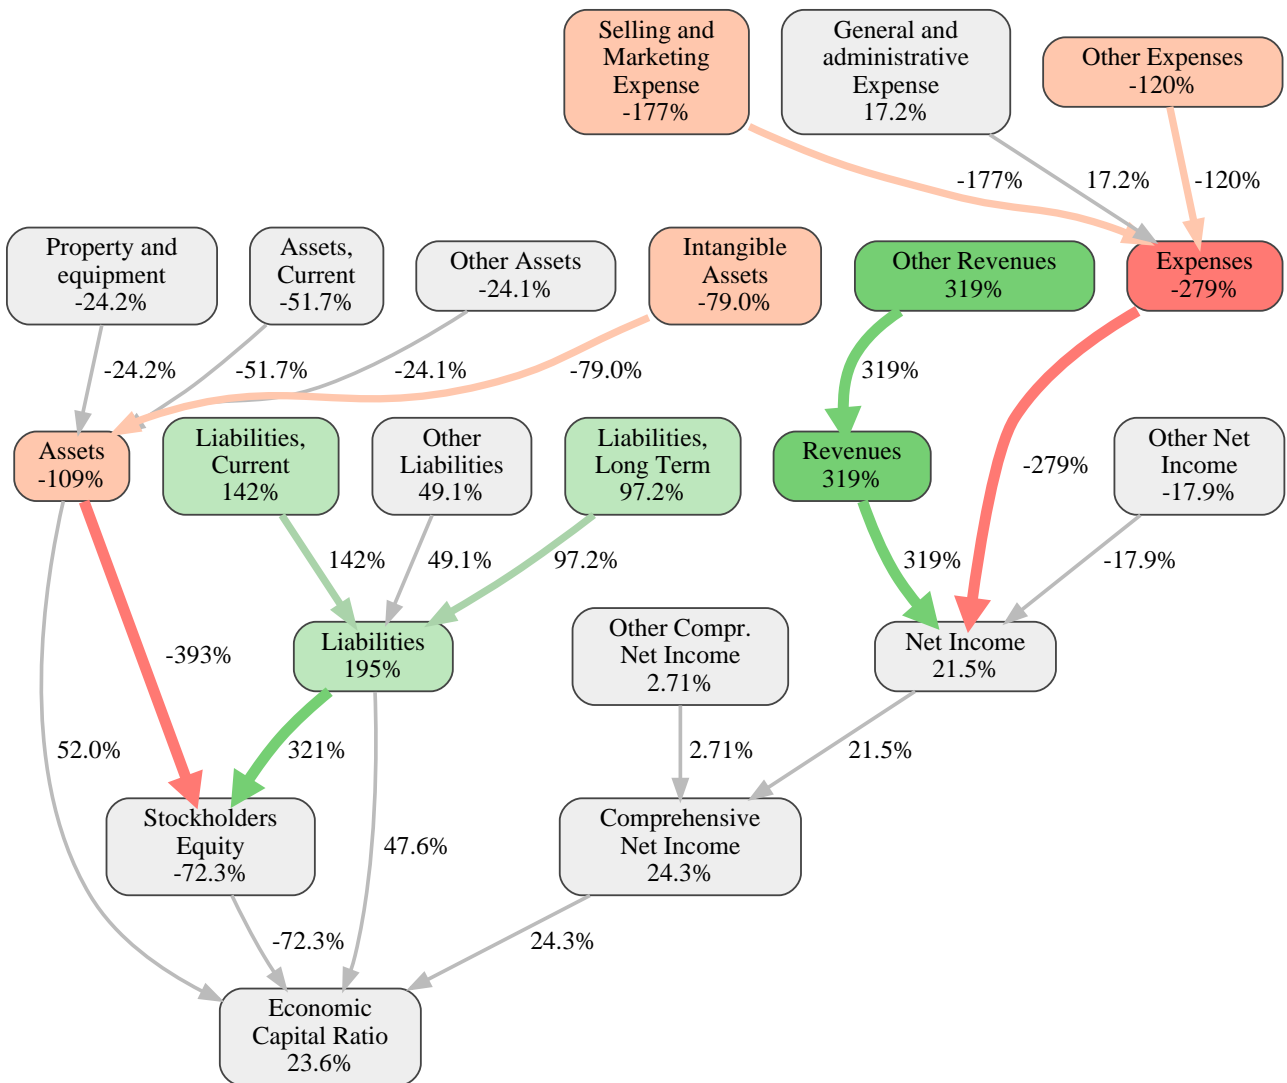 Selling and
Marketing
Expense
-177%
General and
administrative
Expense
17.2%
Other Expenses
-120%
-177%
17.2%
-120%
Property and
equipment
-24.2%
Assets,
Current
-51.7%
Other Assets
-24.1%
Intangible
Assets
-79.0%
Other Revenues
319%
Expenses
-279%
-24.2%
-51.7%
-24.1%
-79.0%
319%
Assets
-109%
Liabilities,
Current
142%
Other
Liabilities
49.1%
Liabilities,
Long Term
97.2%
Revenues
319%
-279%
Other Net
Income
-17.9%
142%
49.1%
97.2%
319%
-17.9%
-393%
Liabilities
195%
Other Compr.
Net Income
2.71%
Net Income
21.5%
52.0%
321%
2.71%
21.5%
Stockholders
Equity
-72.3%
47.6%
Comprehensive
Net Income
24.3%
-72.3%
24.3%
Economic
Capital Ratio
23.6%